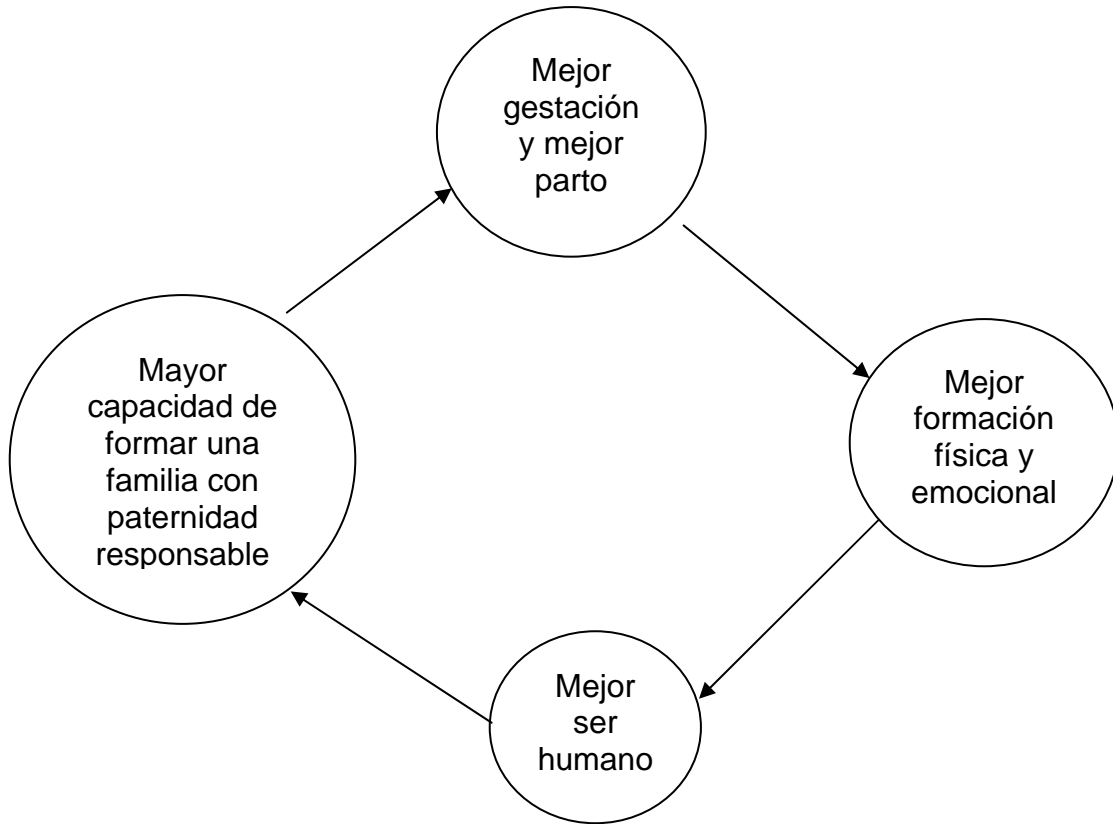 Mejor
gestación
y mejor
parto
Mayor
capacidad de
formar una
familia con
paternidad
responsable
Mejor
formación
física y
emocional
Mejor
ser
humano